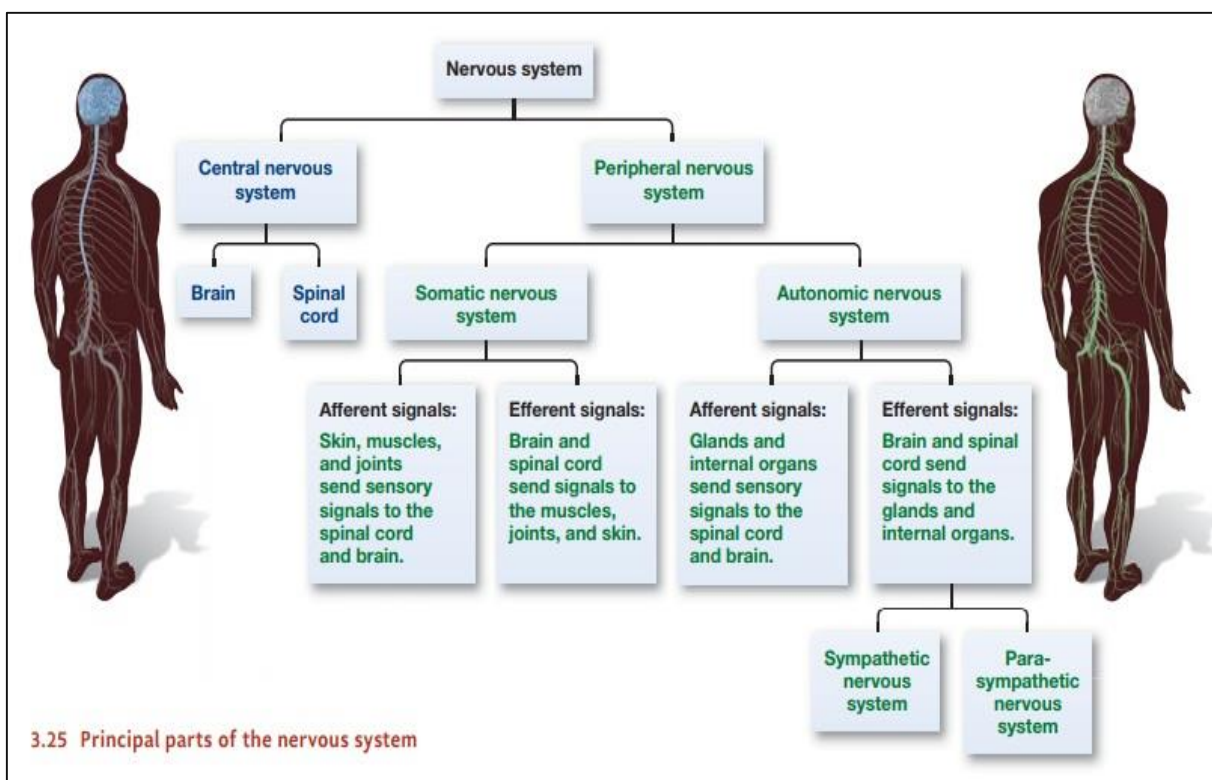 Nervous system
Central nervous
system
Peripheral nervous
system
Brain
Spinal
cord
Somatic nervous
system
Autonomic nervous
system
Afferent signals:
Skin, muscles,
and joints
send sensory
signals to the
spinal cord
and brain.
Efferent signals:
Brain and
spinal cord
send signals to
the muscles,
joints, and skin.
Afferent signals:
Glands and
internal organs
send sensory
signals to the
spinal cord
and brain.
Efferent signals:
Brain and spinal
cord send
signals to the
glands and
internal organs.
Sympathetic
nervous
system
Para-
sympathetic
nervous
system
3.25 Principal parts of the nervous system